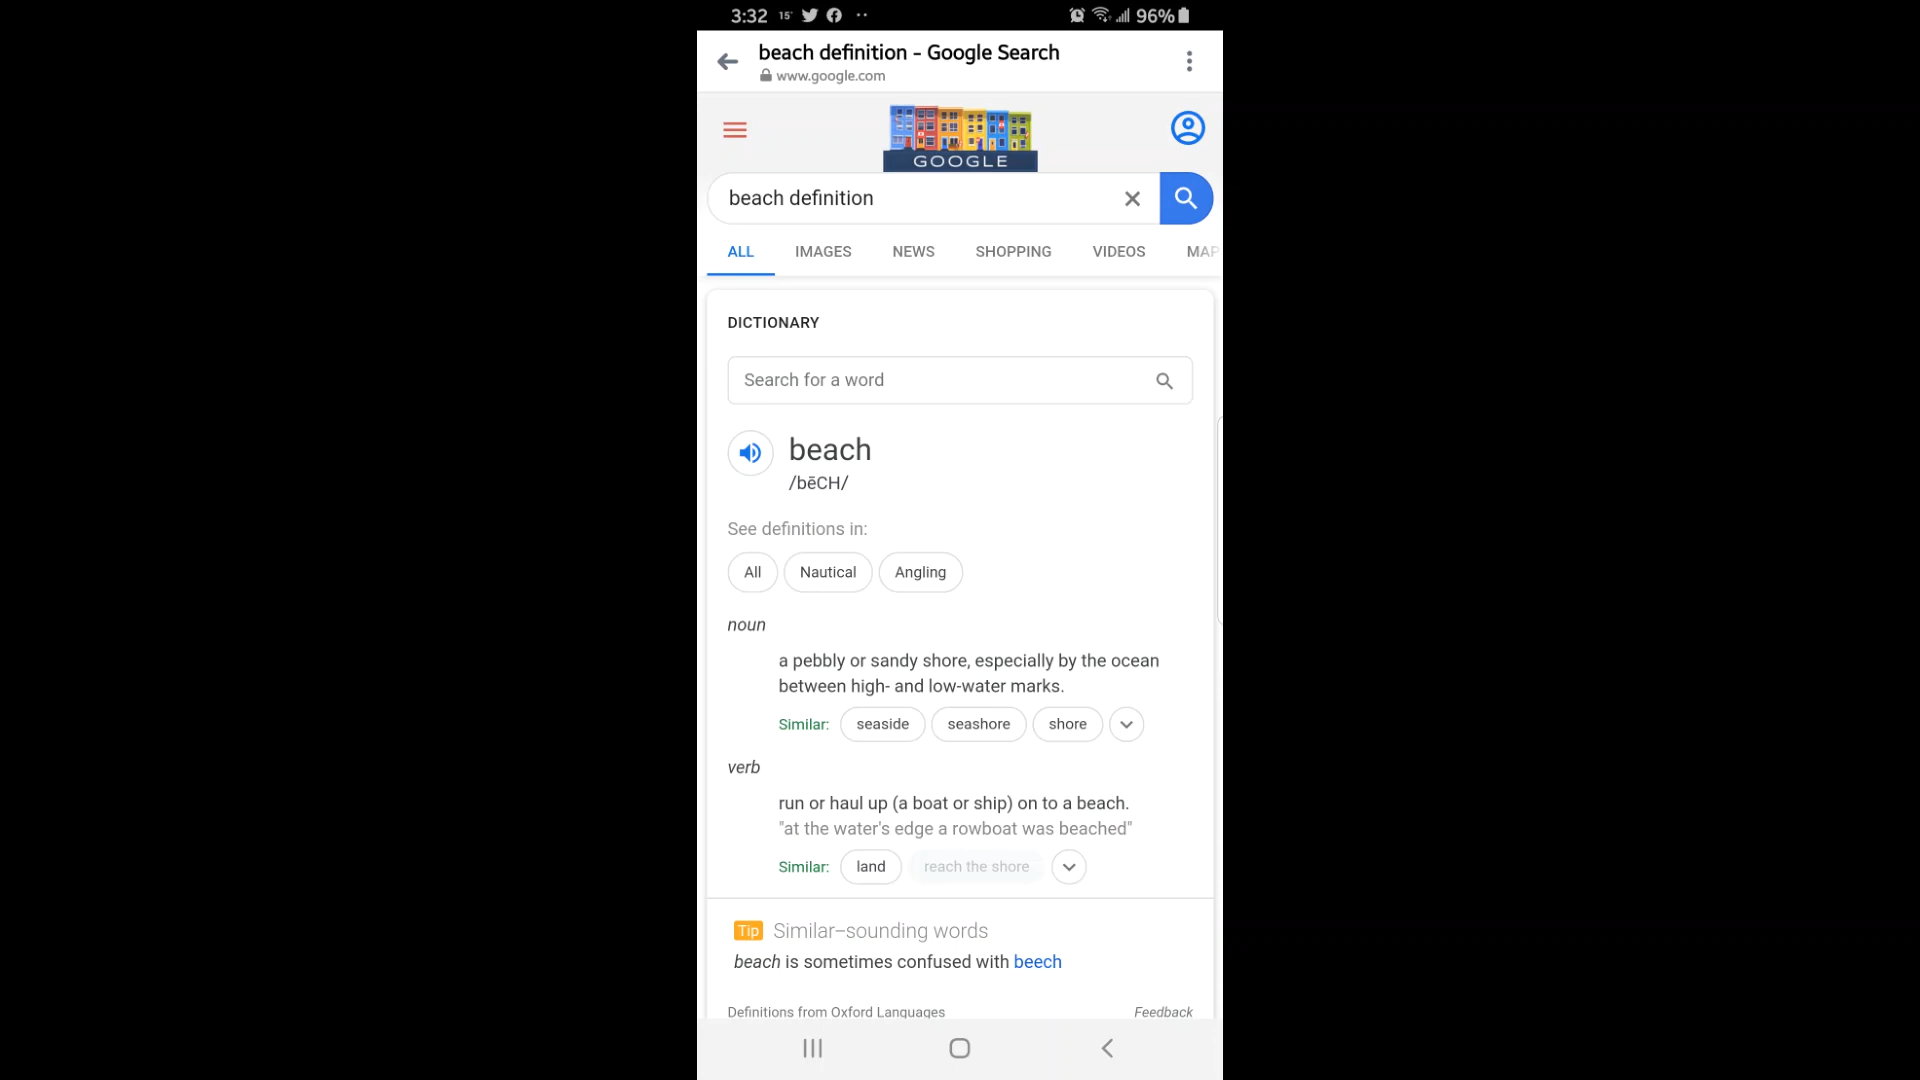 3:32 15° 96%
beach definition - Google Search
www.google.com
GOOGLE
beach definition
ALL IMAGES NEWS SHOPPING VIDEOS MAP
DICTIONARY
Search for a word
beach
/bēCH/
See definitions in:
All Nautical Angling
noun
a pebbly or sandy shore, especially by the ocean
between high- and low-water marks.
Similar: seaside seashore shore
verb
run or haul up (a boat or ship) on to a beach.
"at the water's edge a rowboat was beached"
Similar: land reach the shore
Tip Similar–sounding words
beach is sometimes confused with beech
Definitions from Oxford Languages Feedback